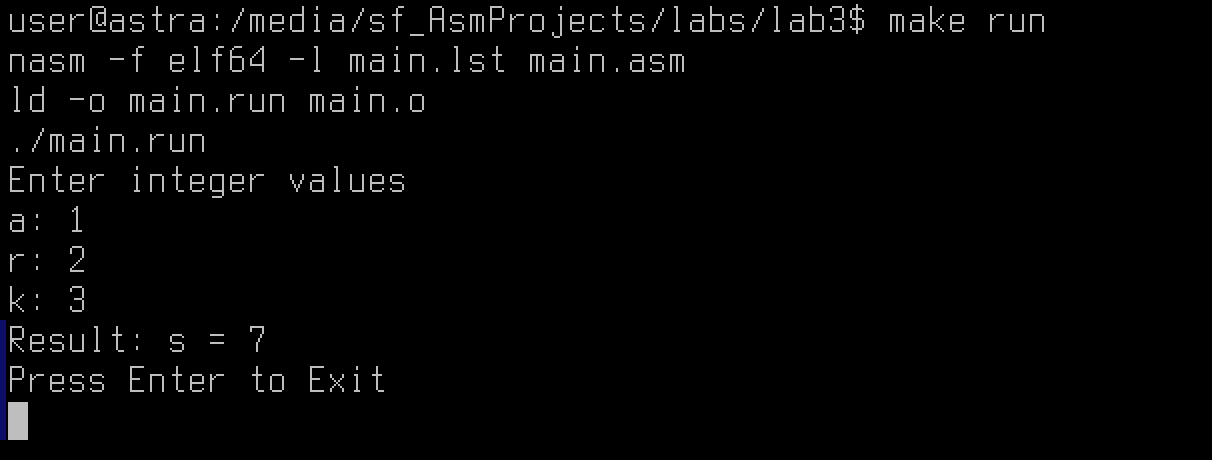 user@astra:/media/sf_AsmProjects/labs/lab3$ make run
nasm -f elf64 -l main.lst main.asm
ld -o main.run main.o
./main.run
Enter integer values
a: 1
r: 2
k: 3
Result: s = 7
Press Enter to Exit